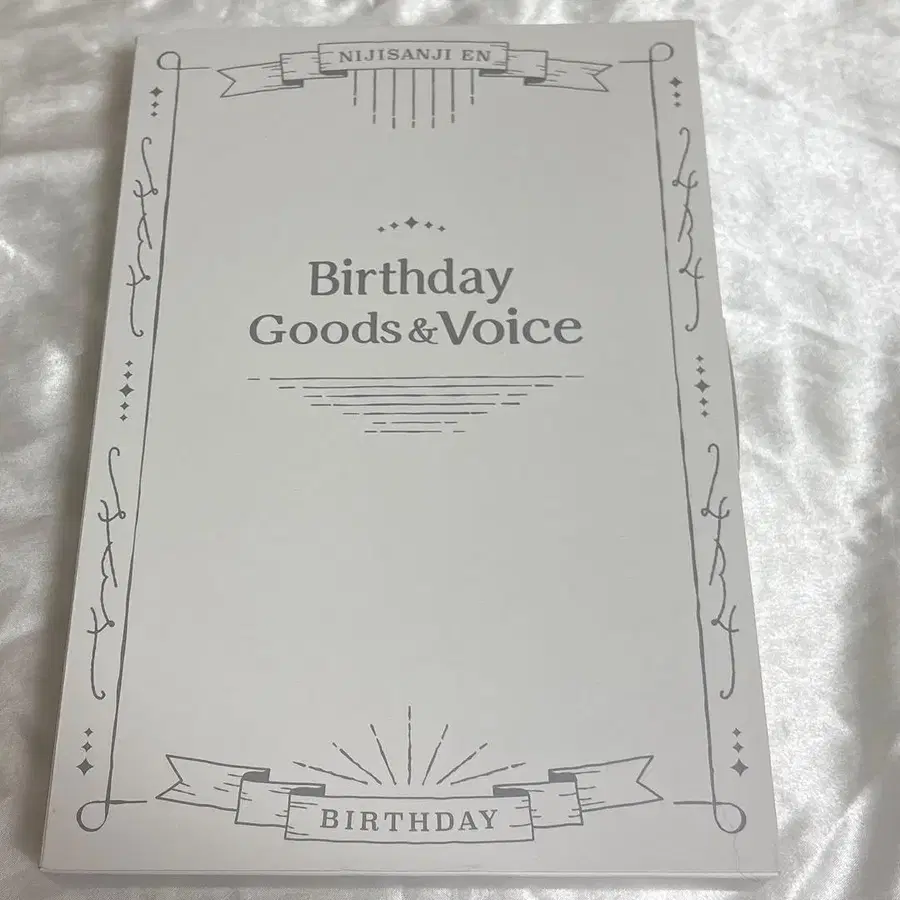 NIJISANJI EN
Birthday
Goods & Voice
BIRTHDAY